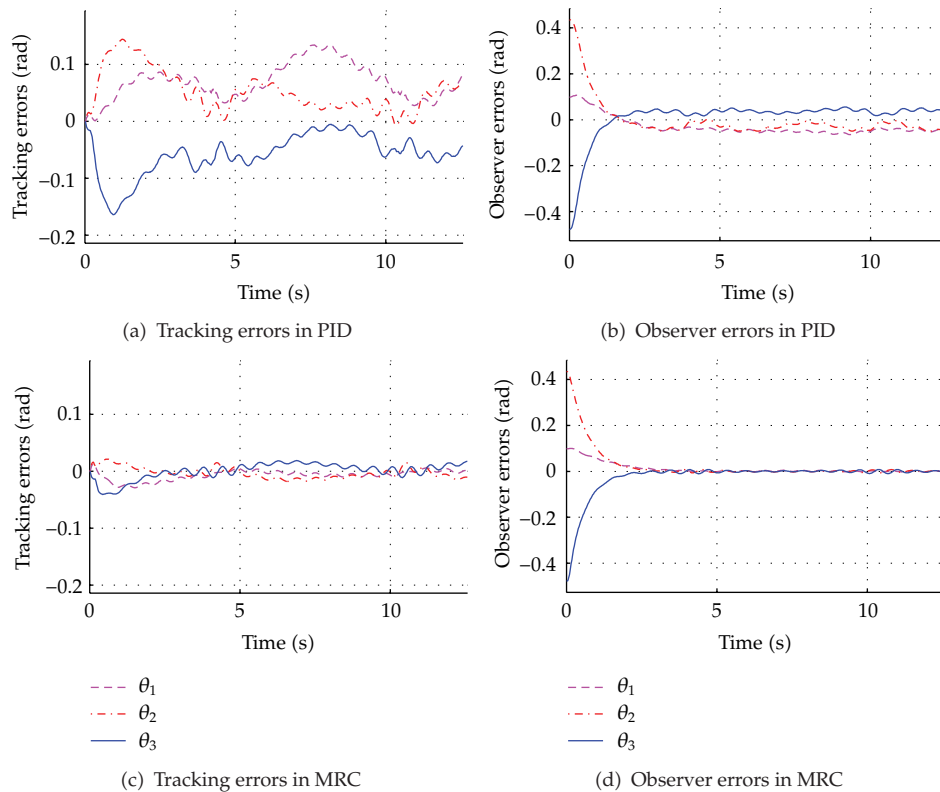 Tracking errors (rad)
0.1
0
−0.1
−0.2
0
5
10
Time (s)
(a) Tracking errors in PID
Observer errors (rad)
0.4
0.2
0
−0.2
−0.4
0
5
10
Time (s)
(b) Observer errors in PID
Tracking errors (rad)
0.1
0
−0.1
−0.2
0
5
10
Time (s)
θ1
θ2
θ3
(c) Tracking errors in MRC
Observer errors (rad)
0.4
0.2
0
−0.2
−0.4
0
5
10
Time (s)
θ1
θ2
θ3
(d) Observer errors in MRC